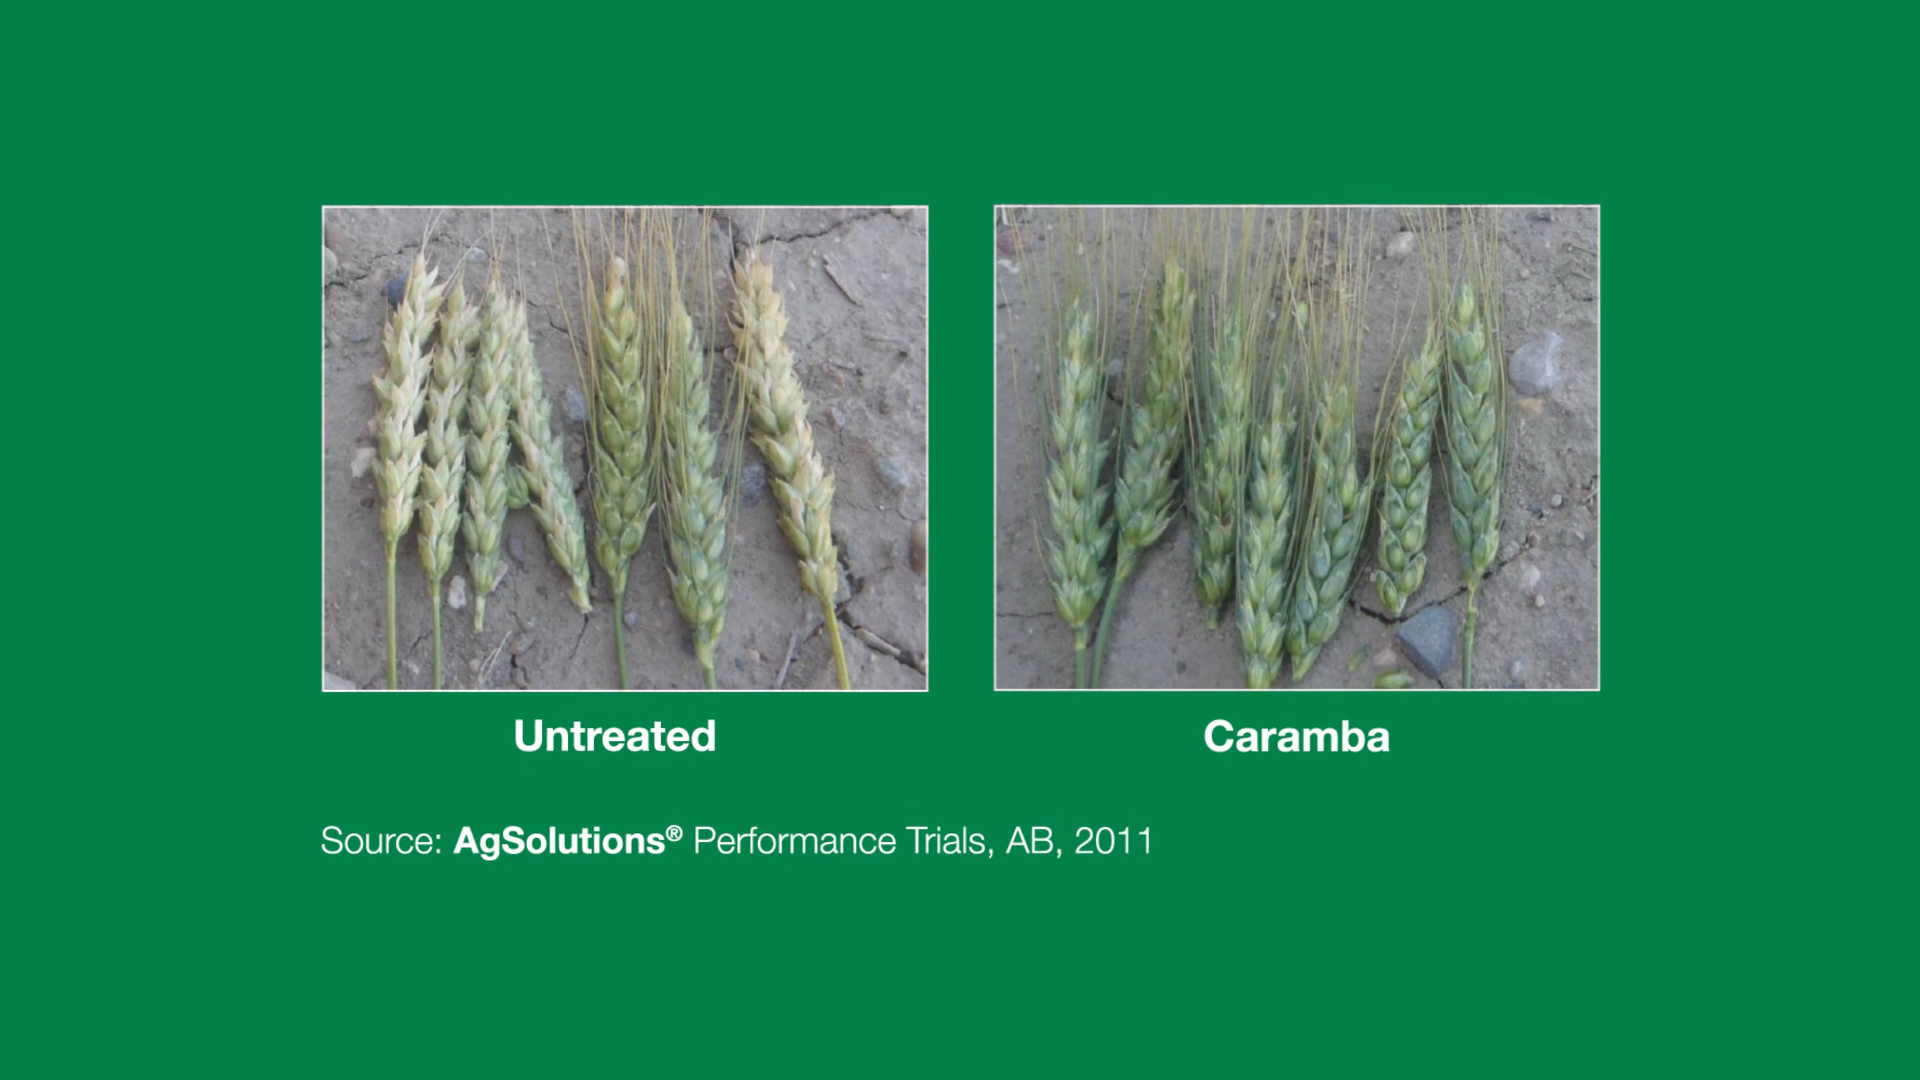 Untreated
Caramba
Source: AgSolutions® Performance Trials, AB, 2011